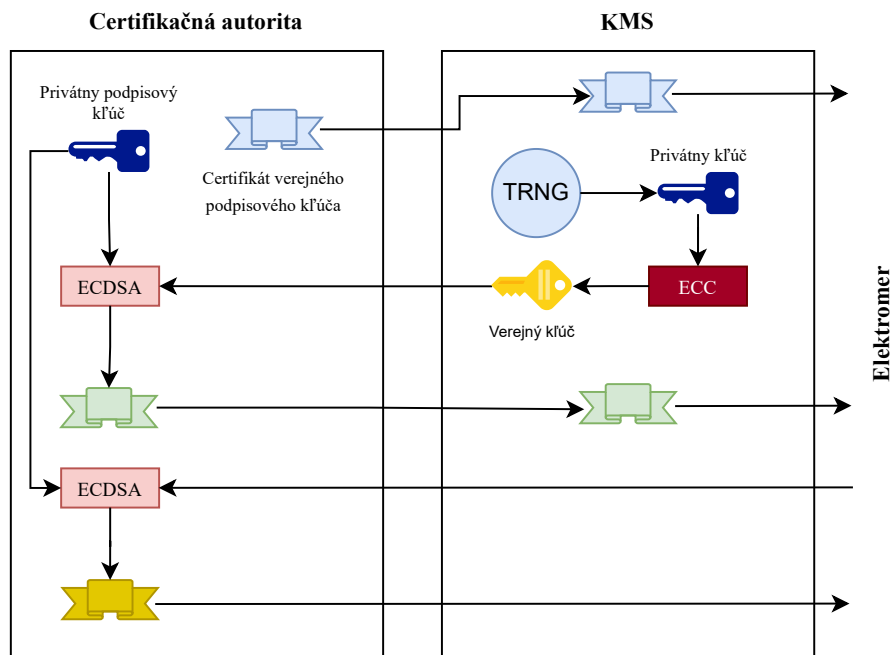 Certifikačná autorita
KMS
Privátny podpisový
kľúč
Certifikát verejného
podpisového kľúča
TRNG
Privátny kľúč
ECDSA
Verejný kľúč
ECC
Elektromer
ECDSA